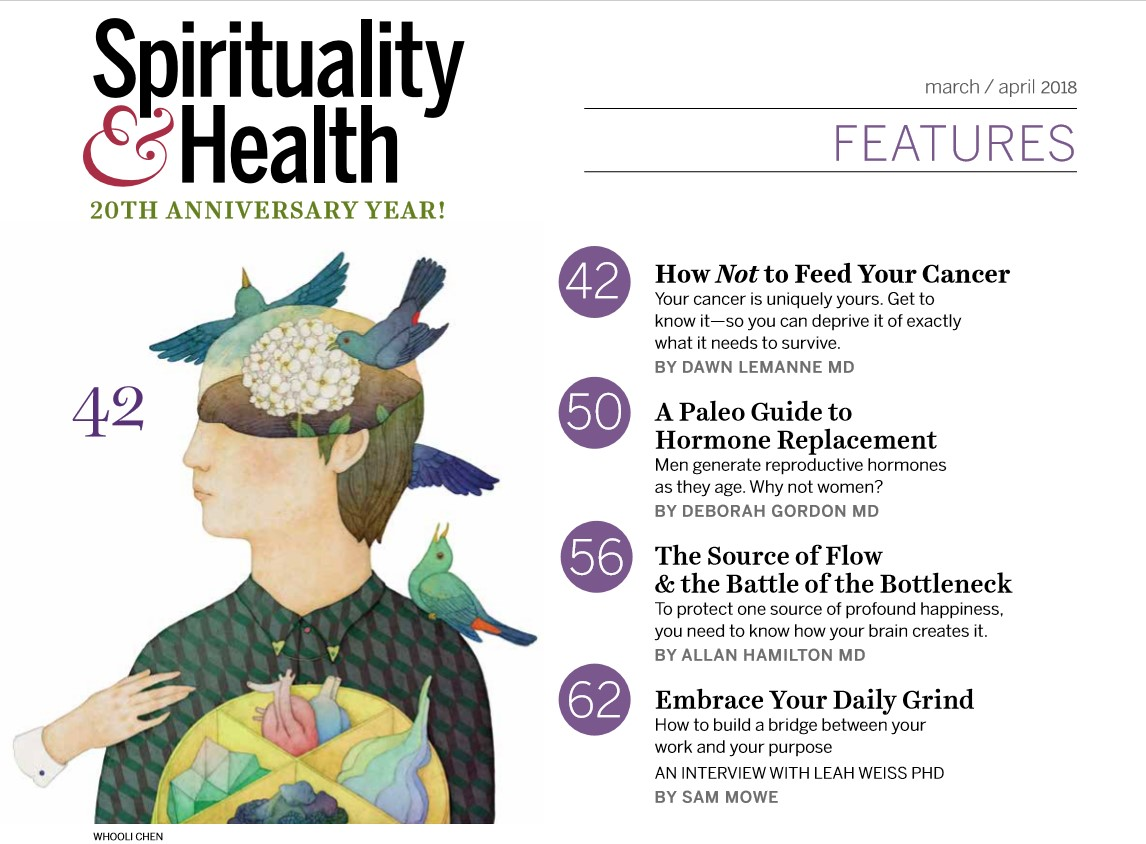 Spirituality
& Health
20TH ANNIVERSARY YEAR!
42
WHOOLI CHEN
march / april 2018
FEATURES
42
How Not to Feed Your Cancer
Your cancer is uniquely yours. Get to
know it—so you can deprive it of exactly
what it needs to survive.
BY DAWN LEMANNE MD
50
A Paleo Guide to
Hormone Replacement
Men generate reproductive hormones
as they age. Why not women?
BY DEBORAH GORDON MD
56
The Source of Flow
& the Battle of the Bottleneck
To protect one source of profound happiness,
you need to know how your brain creates it.
BY ALLAN HAMILTON MD
62
Embrace Your Daily Grind
How to build a bridge between your
work and your purpose
AN INTERVIEW WITH LEAH WEISS PHD
BY SAM MOWE